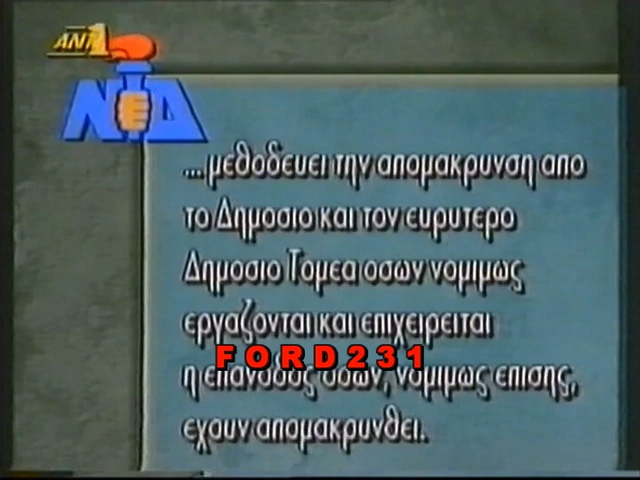 ΑΝΤ1
ΝΔ
...μεθοδευει την απομακρυνση απο
το Δημοσιο και τον ευρυτερο
Δημοσιο Τομεα οσων νομιμως
εργαζονται και επιχειρειται
FORD231
η επανοδος οσων, νομιμως επισης,
εχουν απομακρυνθει.